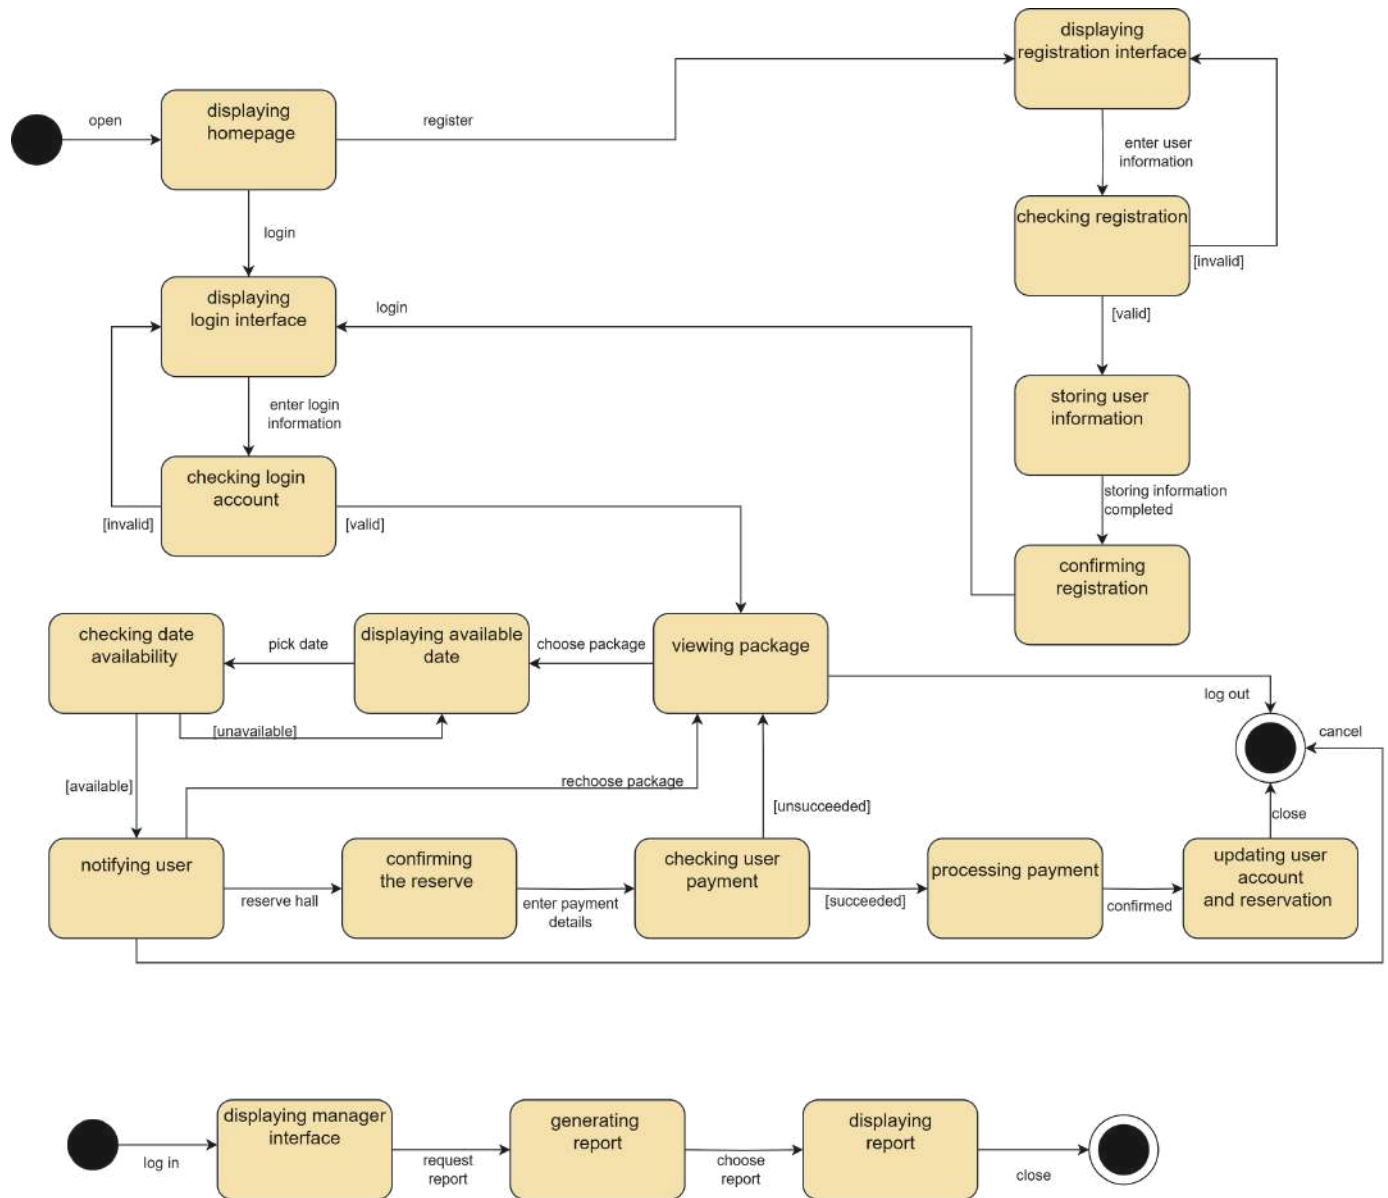 displaying
registration interface
displaying
homepage
open
register
enter user
information
checking registration
[invalid]
login
displaying
login interface
login
[valid]
enter login
information
storing user
information
checking login
account
[invalid]
[valid]
storing information
completed
confirming
registration
checking date
availability
pick date
displaying available
date
choose package
viewing package
log out
[unavailable]
cancel
[available]
rechoose package
[unsucceeded]
close
notifying user
reserve hall
confirming
the reserve
enter payment
details
checking user
payment
[succeeded]
processing payment
confirmed
updating user
account
and reservation
log in
displaying manager
interface
request
report
generating
report
choose
report
displaying
report
close